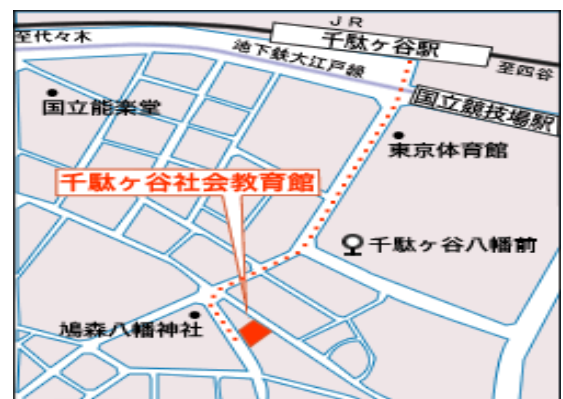 JR
千駄ヶ谷駅
至代々木
地下鉄大江戸線
至四谷
国立競技場駅
国立能楽堂
東京体育館
千駄ヶ谷社会教育館
千駄ヶ谷八幡前
鳩森八幡神社